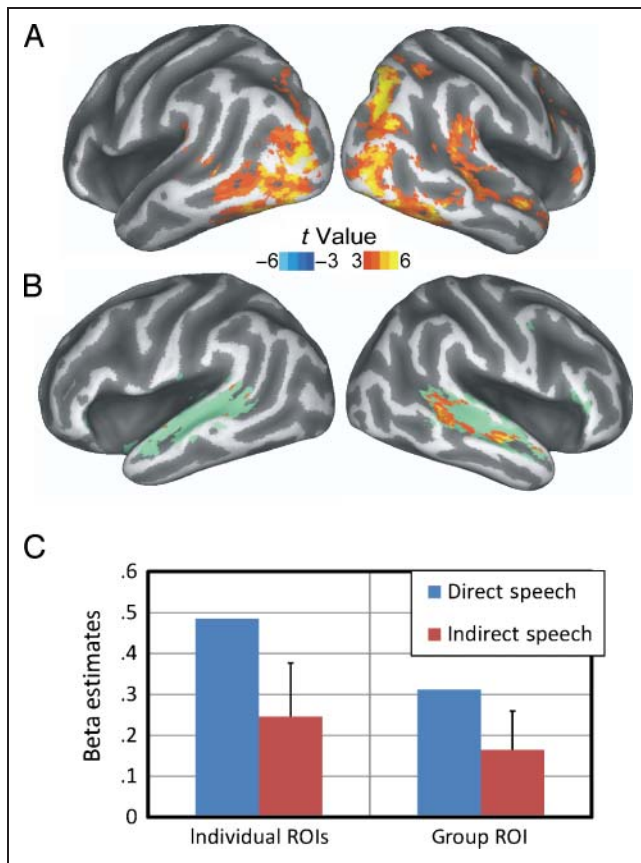 A
t Value
−6 −3 3 6
B
C
.6
.5
.4
.3
.2
.1
0
Beta estimates
Direct speech
Indirect speech
Individual ROIs Group ROI